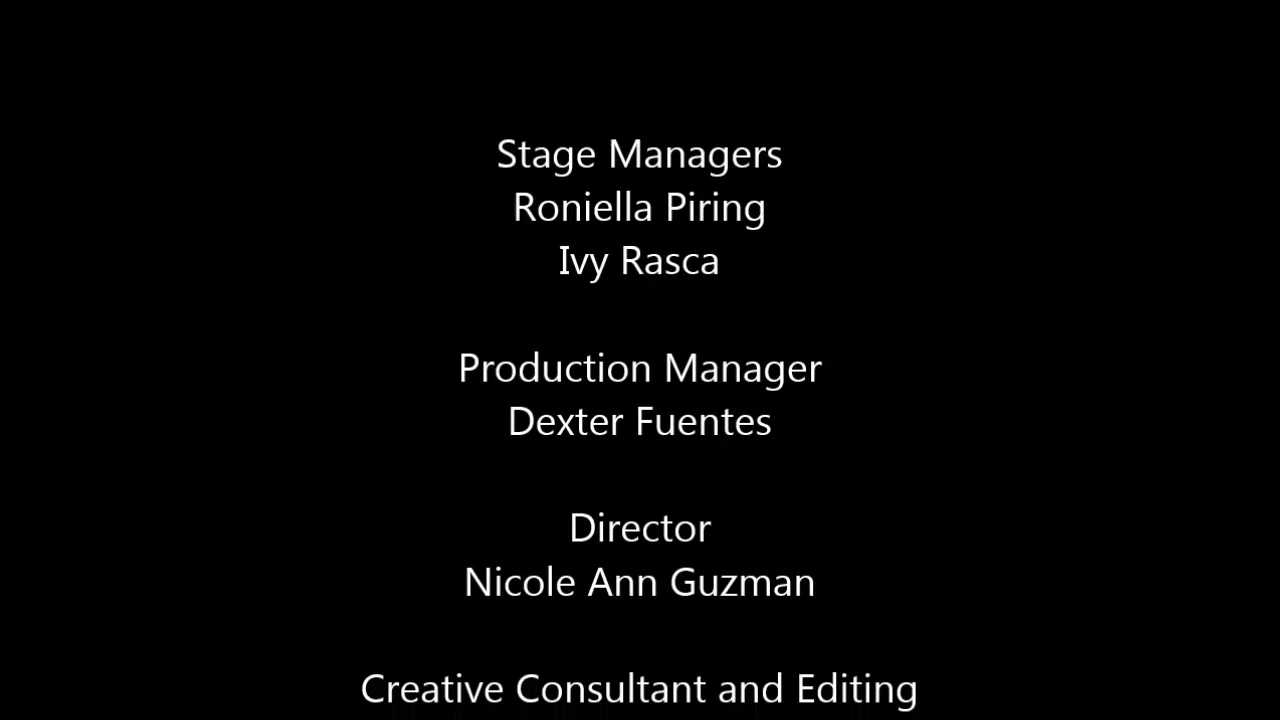 Stage Managers
Roniella Piring
Ivy Rasca
Production Manager
Dexter Fuentes
Director
Nicole Ann Guzman
Creative Consultant and Editing